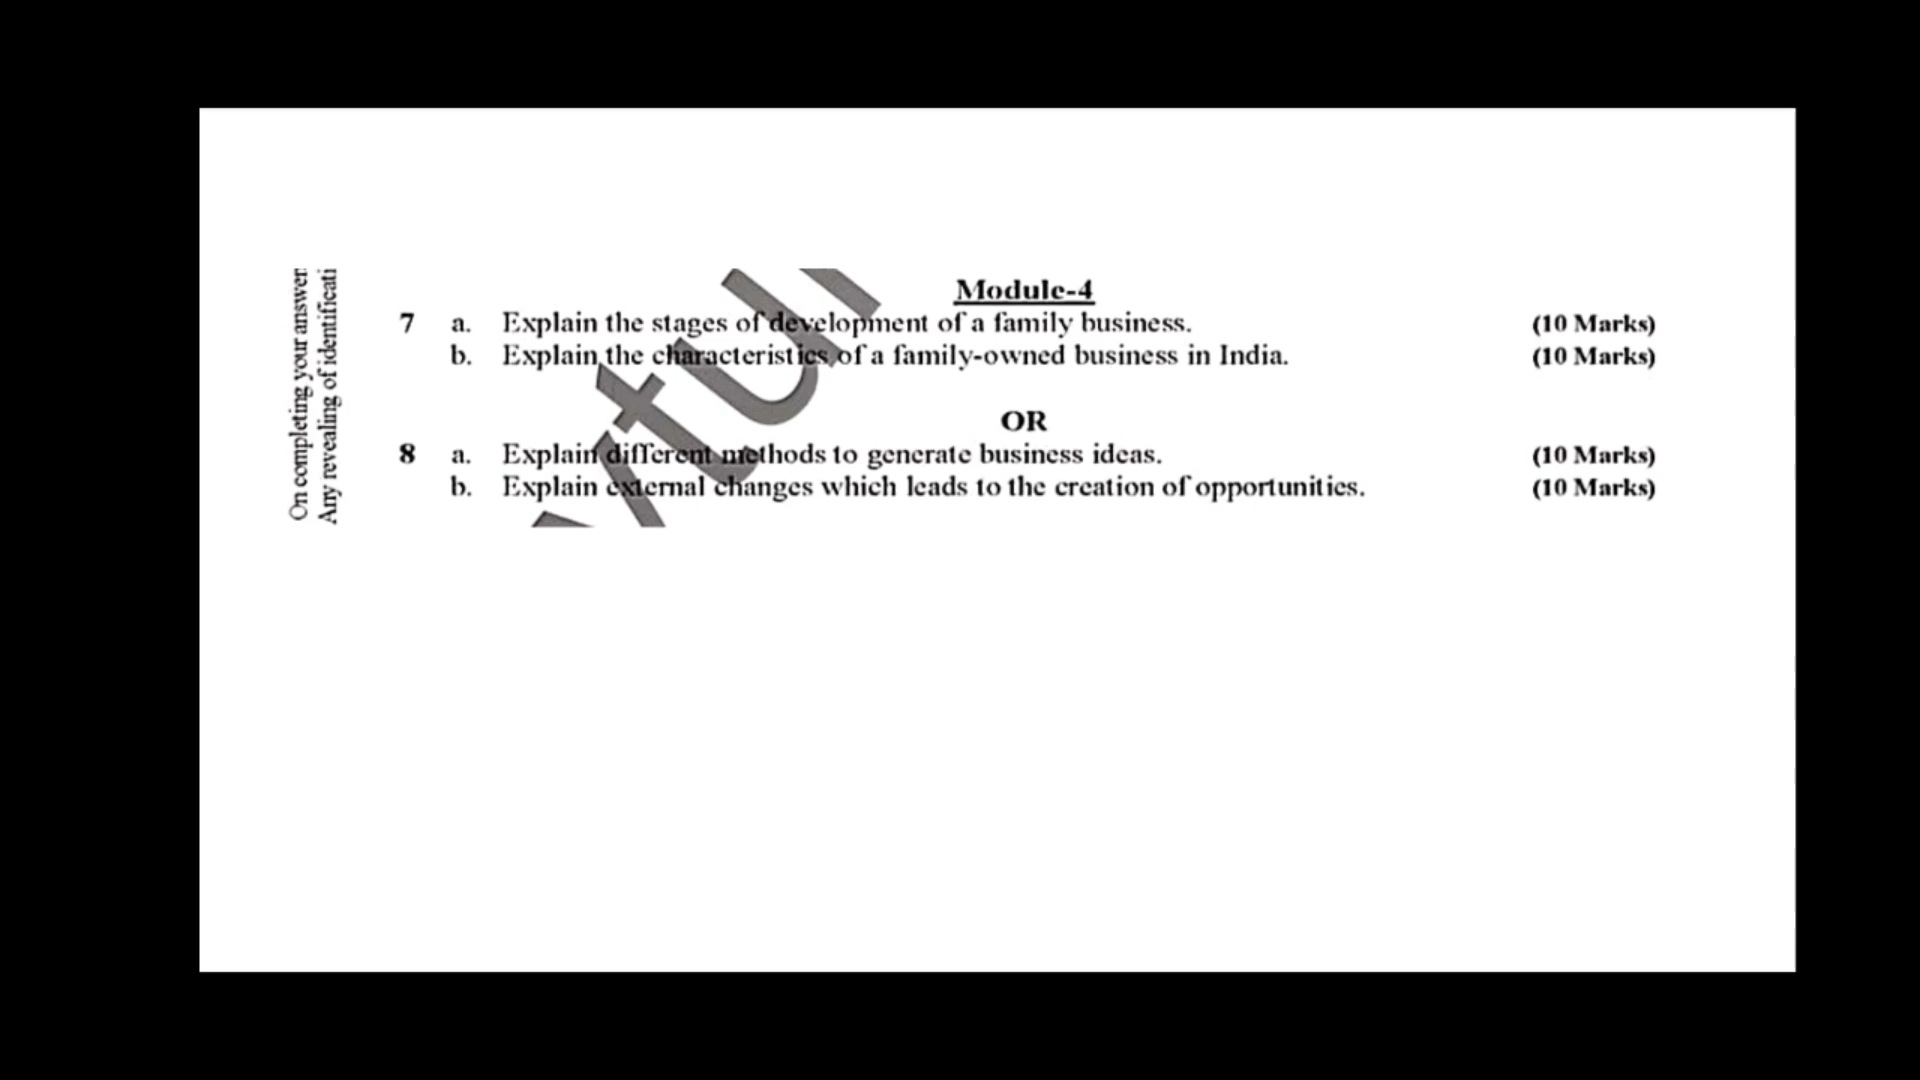 On completing your answer
Any revealing of identificati
Module-4
7 a. Explain the stages of development of a family business. (10 Marks)
b. Explain the characteristics of a family-owned business in India. (10 Marks)
OR
8 a. Explain different methods to generate business ideas. (10 Marks)
b. Explain external changes which leads to the creation of opportunities. (10 Marks)
vtu